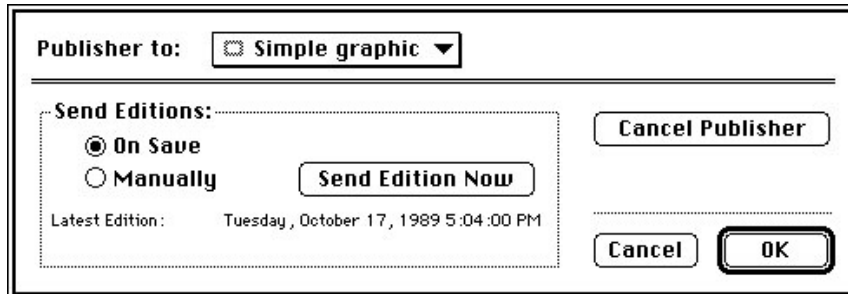 Publisher to: Simple graphic
Send Editions:
On Save
Manually
Send Edition Now
Latest Edition: Tuesday, October 17, 1989 5:04:00 PM
Cancel Publisher
Cancel
OK